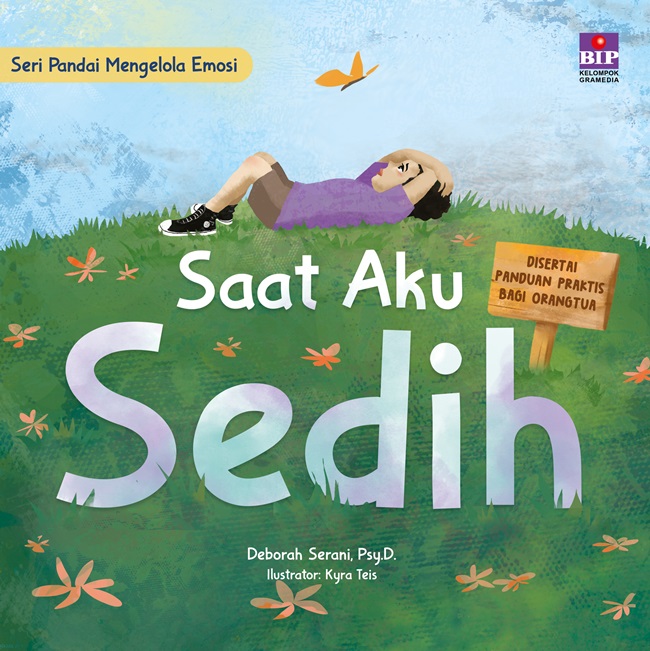 Seri Pandai Mengelola Emosi
BIP
KELOMPOK
GRAMEDIA
Saat Aku
Sedih
DISERTAI
PANDUAN PRAKTIS
BAGI ORANGTUA
Deborah Serani, Psy.D.
Ilustrator: Kyra Teis